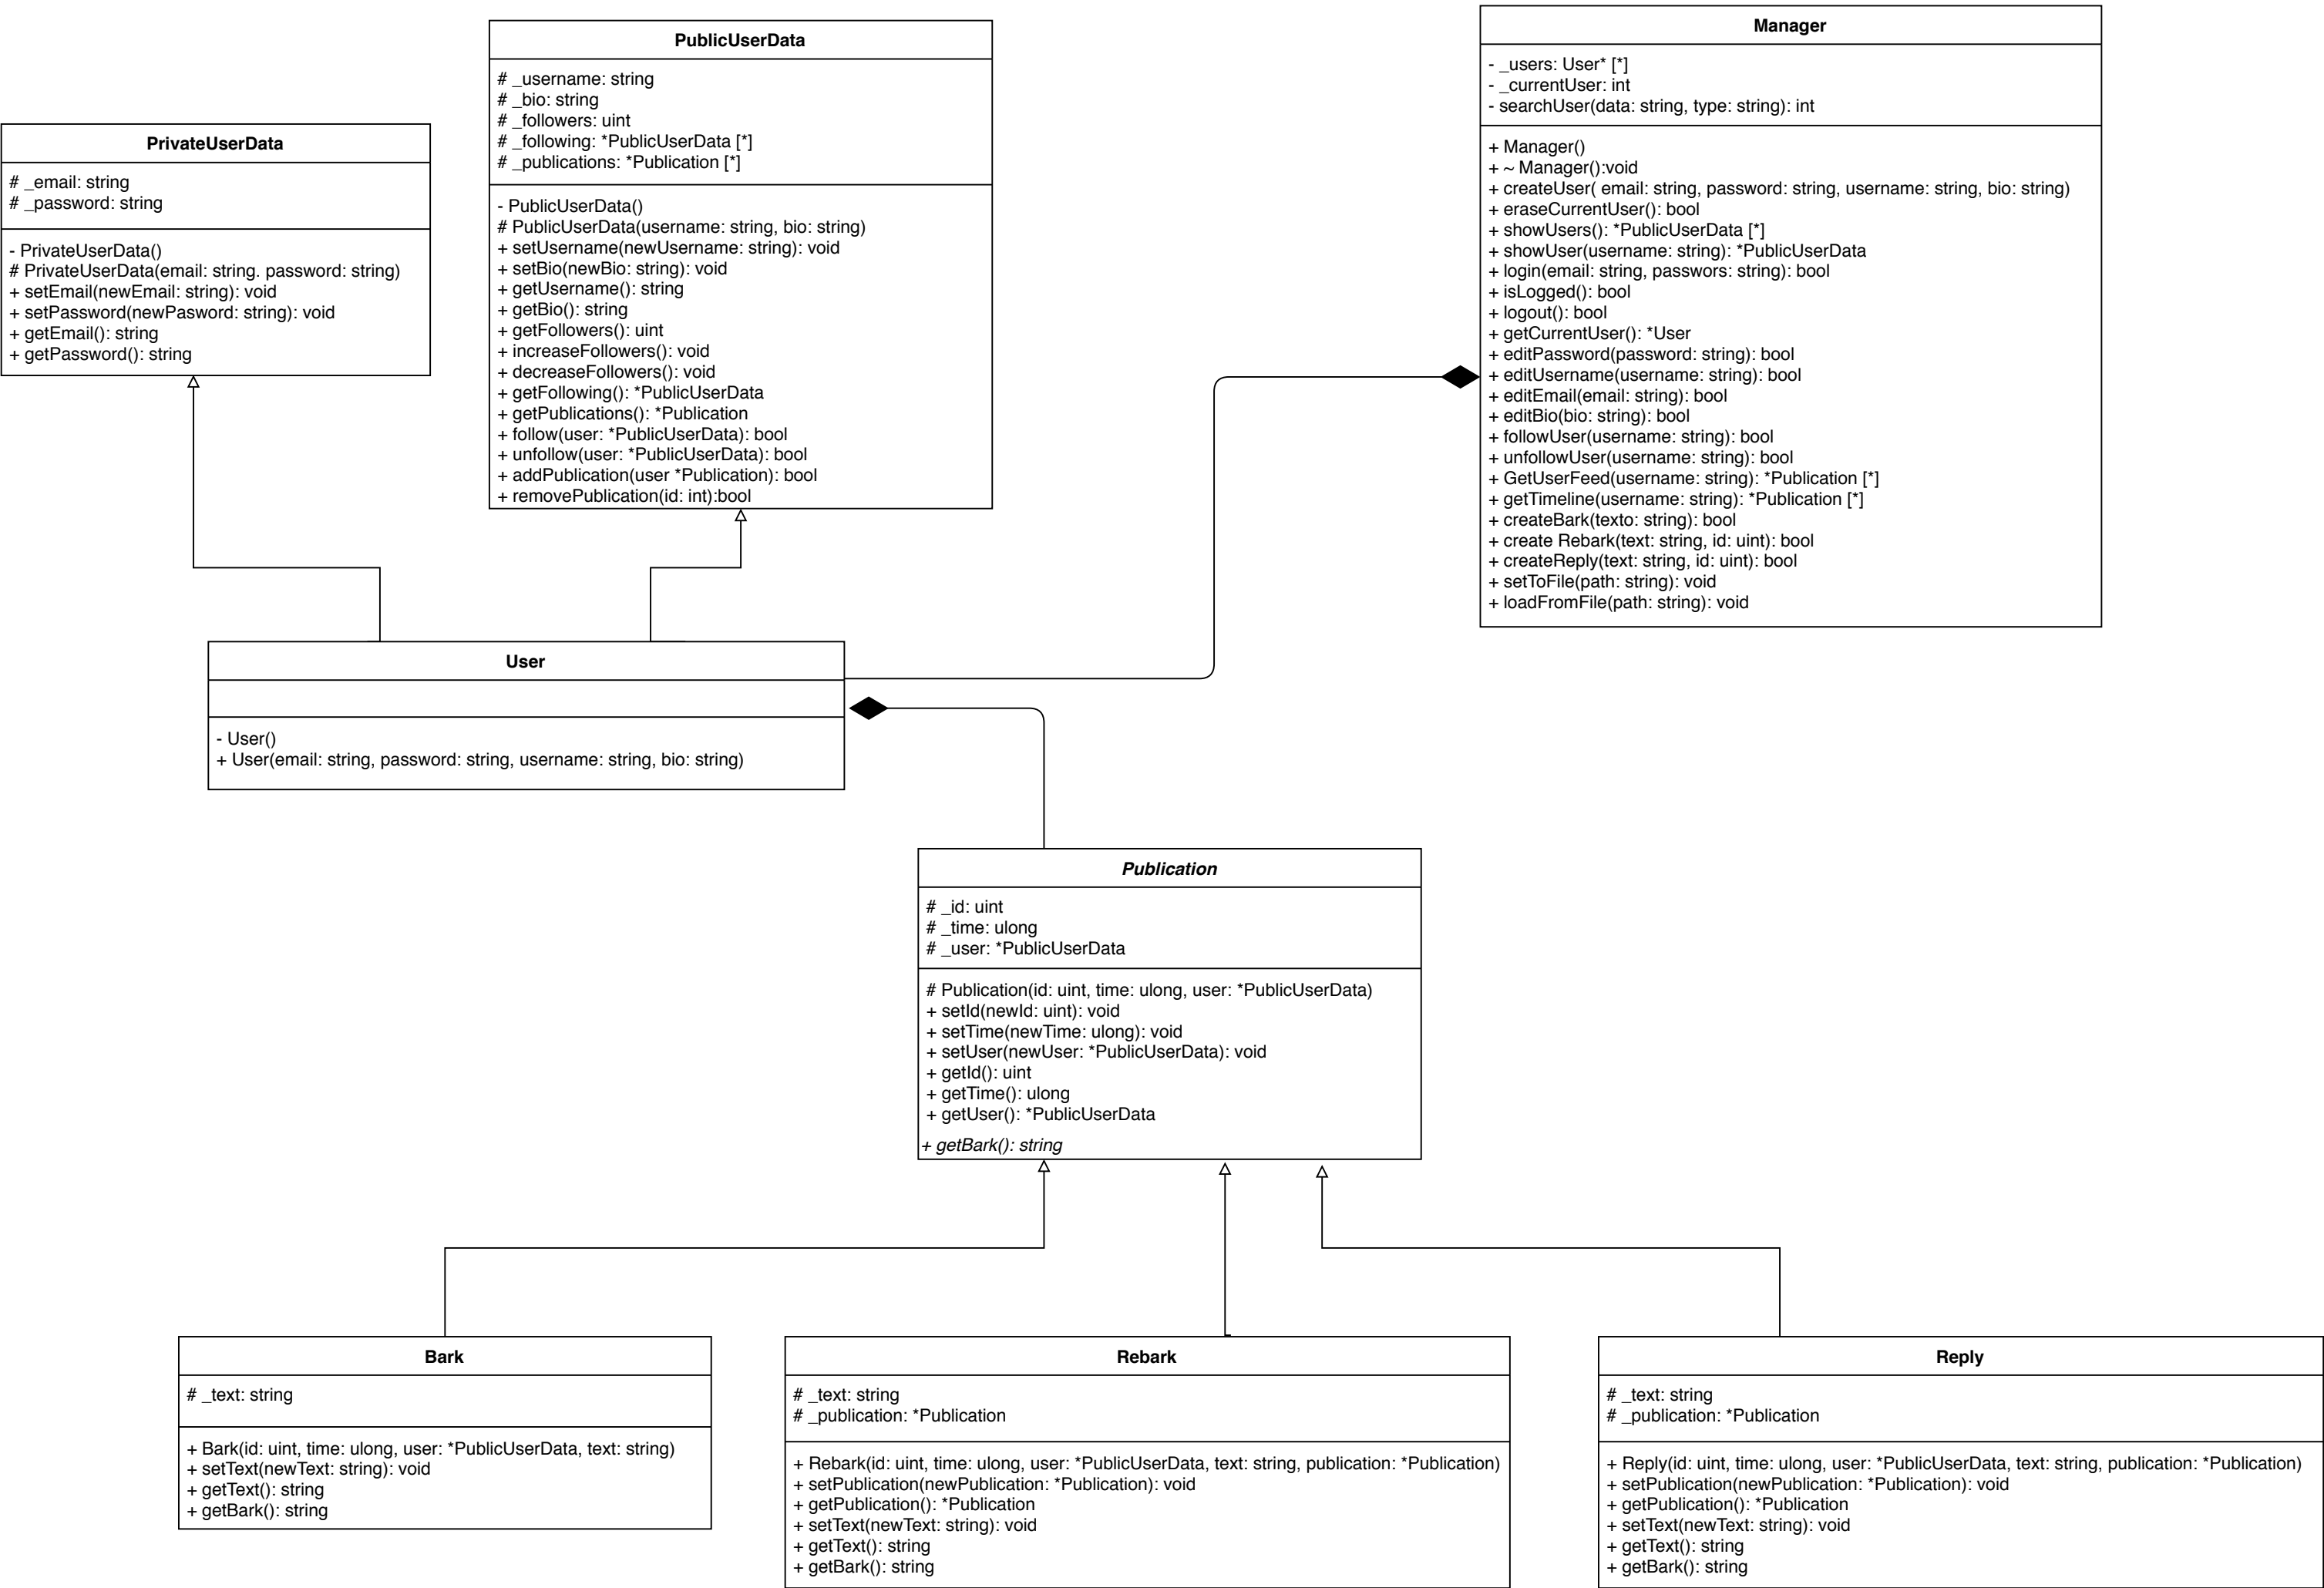 PrivateUserData
# _email: string
# _password: string
- PrivateUserData()
# PrivateUserData(email: string. password: string)
+ setEmail(newEmail: string): void
+ setPassword(newPasword: string): void
+ getEmail(): string
+ getPassword(): string
PublicUserData
# _username: string
# _bio: string
# _followers: uint
# _following: *PublicUserData [*]
# _publications: *Publication [*]
- PublicUserData()
# PublicUserData(username: string, bio: string)
+ setUsername(newUsername: string): void
+ setBio(newBio: string): void
+ getUsername(): string
+ getBio(): string
+ getFollowers(): uint
+ increaseFollowers(): void
+ decreaseFollowers(): void
+ getFollowing(): *PublicUserData
+ getPublications(): *Publication
+ follow(user: *PublicUserData): bool
+ unfollow(user: *PublicUserData): bool
+ addPublication(user *Publication): bool
+ removePublication(id: int):bool
Manager
- _users: User* [*]
- _currentUser: int
- searchUser(data: string, type: string): int
+ Manager()
+ ~ Manager():void
+ createUser( email: string, password: string, username: string, bio: string)
+ eraseCurrentUser(): bool
+ showUsers(): *PublicUserData [*]
+ showUser(username: string): *PublicUserData
+ login(email: string, passwors: string): bool
+ isLogged(): bool
+ logout(): bool
+ getCurrentUser(): *User
+ editPassword(password: string): bool
+ editUsername(username: string): bool
+ editEmail(email: string): bool
+ editBio(bio: string): bool
+ followUser(username: string): bool
+ unfollowUser(username: string): bool
+ GetUserFeed(username: string): *Publication [*]
+ getTimeline(username: string): *Publication [*]
+ createBark(texto: string): bool
+ create Rebark(text: string, id: uint): bool
+ createReply(text: string, id: uint): bool
+ setToFile(path: string): void
+ loadFromFile(path: string): void
User
- User()
+ User(email: string, password: string, username: string, bio: string)
Publication
# _id: uint
# _time: ulong
# _user: *PublicUserData
# Publication(id: uint, time: ulong, user: *PublicUserData)
+ setId(newId: uint): void
+ setTime(newTime: ulong): void
+ setUser(newUser: *PublicUserData): void
+ getId(): uint
+ getTime(): ulong
+ getUser(): *PublicUserData
+ getBark(): string
Bark
# _text: string
+ Bark(id: uint, time: ulong, user: *PublicUserData, text: string)
+ setText(newText: string): void
+ getText(): string
+ getBark(): string
Rebark
# _text: string
# _publication: *Publication
+ Rebark(id: uint, time: ulong, user: *PublicUserData, text: string, publication: *Publication)
+ setPublication(newPublication: *Publication): void
+ getPublication(): *Publication
+ setText(newText: string): void
+ getText(): string
+ getBark(): string
Reply
# _text: string
# _publication: *Publication
+ Reply(id: uint, time: ulong, user: *PublicUserData, text: string, publication: *Publication)
+ setPublication(newPublication: *Publication): void
+ getPublication(): *Publication
+ setText(newText: string): void
+ getText(): string
+ getBark(): string